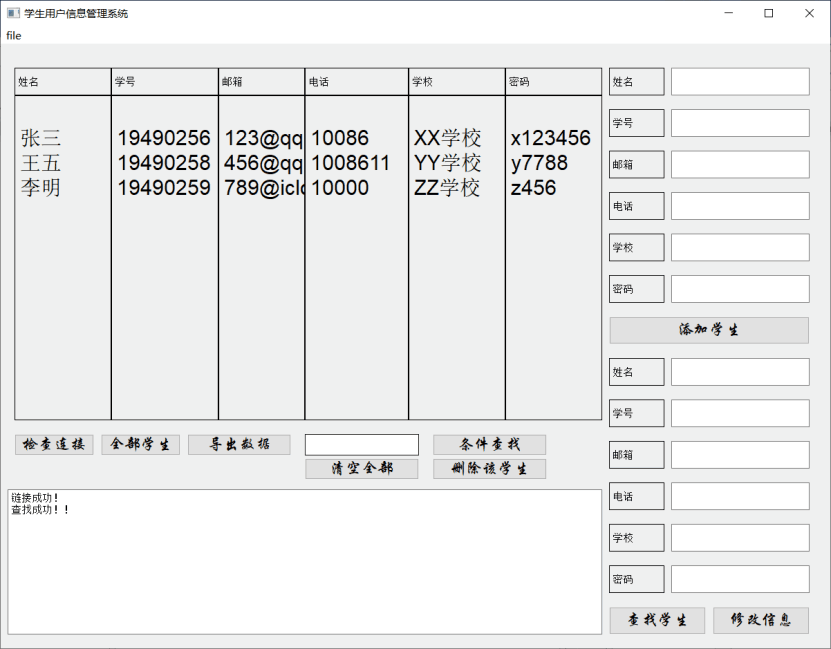 学生用户信息管理系统
file
姓名 学号 邮箱 电话 学校 密码
张三 19490256 123@qq 10086 XX学校 x123456
王五 19490258 456@qq 1008611 YY学校 y7788
李明 19490259 789@iclo 10000 ZZ学校 z456
检查连接 全部学生 导出数据 条件查找
清空全部 删除该学生
链接成功!
查找成功!!
姓名
学号
邮箱
电话
学校
密码
添加学生
姓名
学号
邮箱
电话
学校
密码
查找学生 修改信息